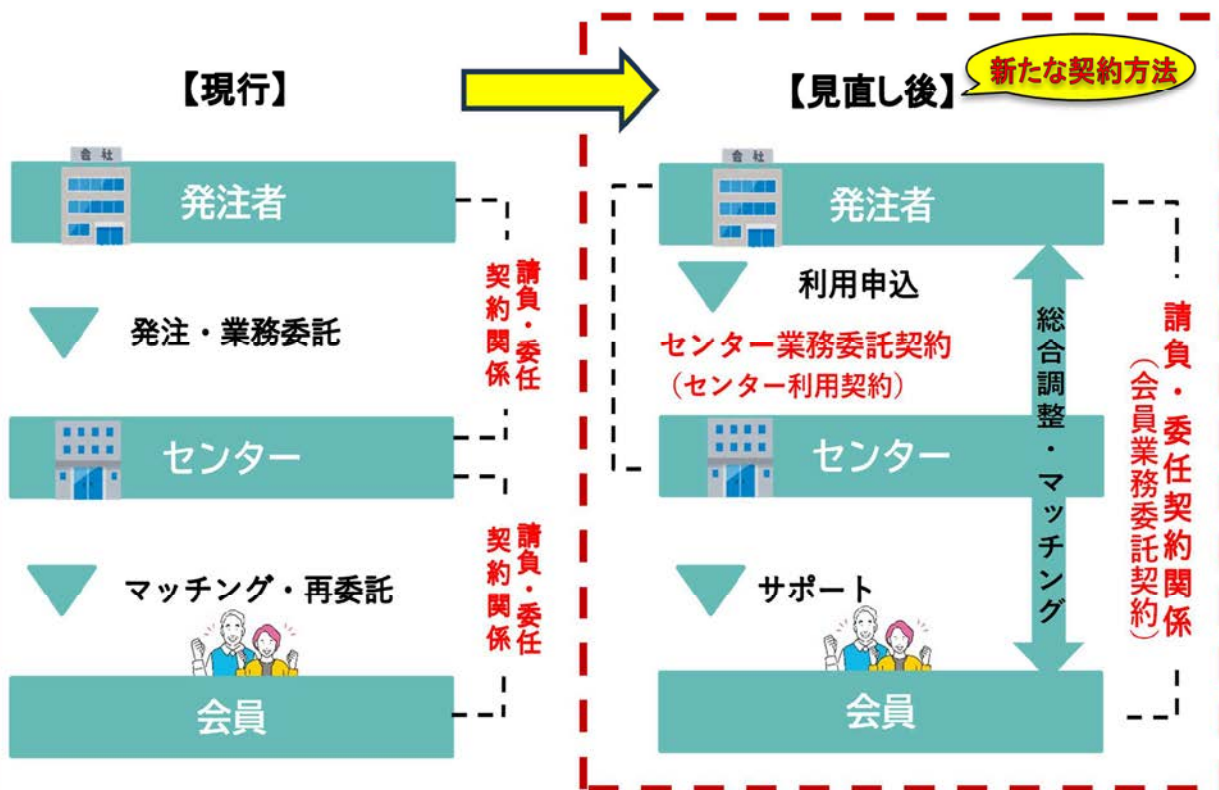 【現行】
会社
発注者
発注・業務委託
請負・委任
契約関係
センター
マッチング・再委託
請負・委任
契約関係
会員
【見直し後】
新たな契約方法
会社
発注者
利用申込
センター業務委託契約
（センター利用契約）
センター
サポート
会員
総合調整・マッチング
請負・委任契約関係
（会員業務委託契約）